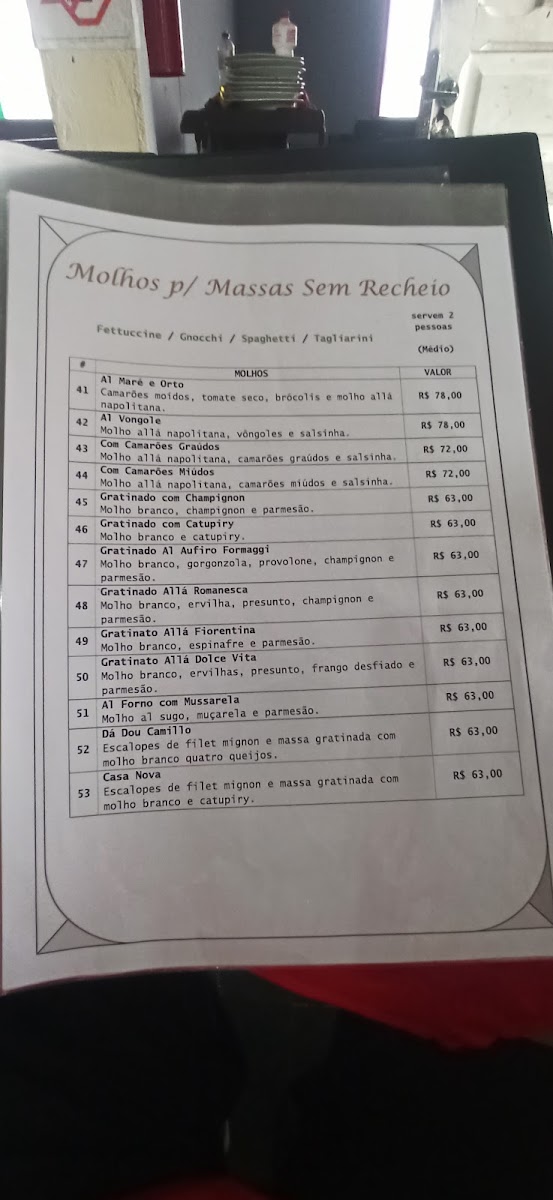 Molhos p/ Massas Sem Recheio
servem 2
pessoas
Fettuccine / Gnocchi / Spaghetti / Tagliarini
(Médio)
# MOLHOS VALOR
41 Al Maré e Orto
Camarões moídos, tomate seco, brócolis e molho allá R$ 78,00
napolitana.
42 Al Vongole R$ 78,00
Molho allá napolitana, vôngoles e salsinha.
43 Com Camarões Graúdos R$ 72,00
Molho allá napolitana, camarões graúdos e salsinha.
44 Com Camarões Miúdos R$ 72,00
Molho allá napolitana, camarões miúdos e salsinha.
45 Gratinado com Champignon R$ 63,00
Molho branco, champignon e parmesão.
46 Gratinado com Catupiry R$ 63,00
Molho branco e catupiry.
47 Gratinado Al Aufiro Formaggi R$ 63,00
Molho branco, gorgonzola, provolone, champignon e
parmesão.
48 Gratinado Allá Romanesca R$ 63,00
Molho branco, ervilha, presunto, champignon e
parmesão.
49 Gratinato Allá Fiorentina R$ 63,00
Molho branco, espinafre e parmesão.
50 Gratinato Allá Dolce Vita R$ 63,00
Molho branco, ervilhas, presunto, frango desfiado e
parmesão.
51 Al Forno com Mussarela R$ 63,00
Molho al sugo, muçarela e parmesão.
52 Dá Dou Camillo R$ 63,00
Escalopes de filet mignon e massa gratinada com
molho branco quatro queijos.
53 Casa Nova R$ 63,00
Escalopes de filet mignon e massa gratinada com
molho branco e catupiry.